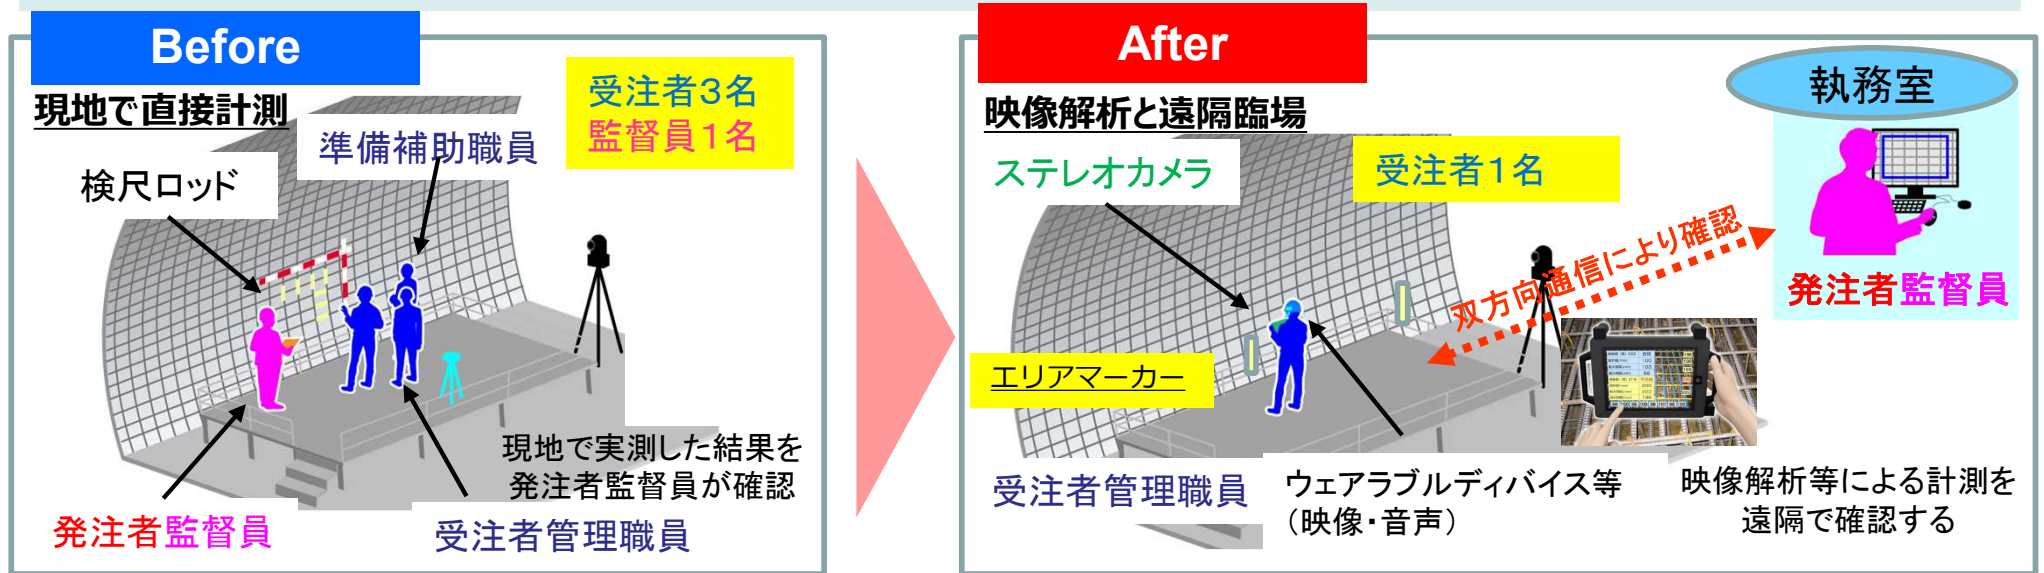 Before
現地で直接計測
受注者3名
監督員1名
準備補助職員
検尺ロッド
現地で実測した結果を
発注者監督員が確認
発注者監督員
受注者管理職員
After
映像解析と遠隔臨場
執務室
ステレオカメラ
受注者1名
双方向通信により確認
発注者監督員
エリアマーカー
受注者管理職員
ウェアラブルディバイス等
（映像・音声）
映像解析等による計測を
遠隔で確認する